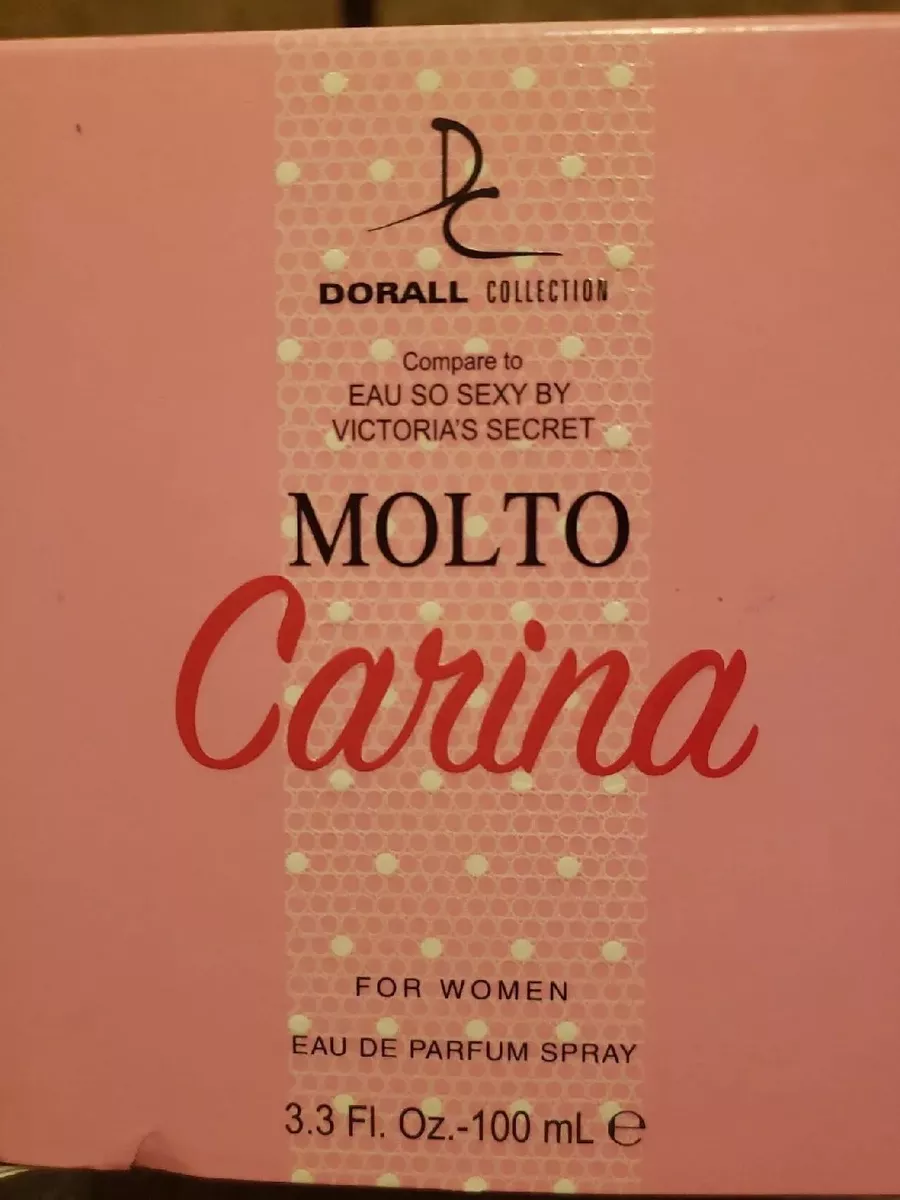 DC
DORALL COLLECTION
Compare to
EAU SO SEXY BY
VICTORIA'S SECRET
MOLTO
Carina
FOR WOMEN
EAU DE PARFUM SPRAY
3.3 Fl. Oz.-100 mL ℮